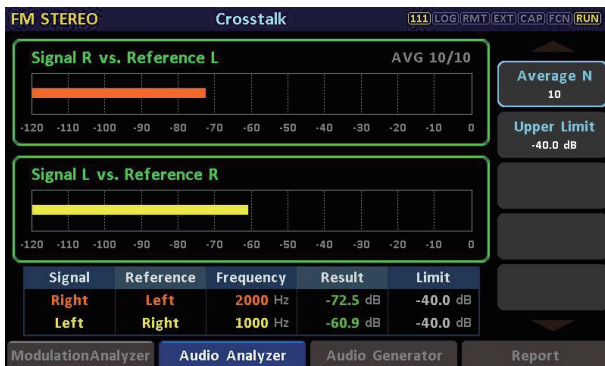 FM STEREO Crosstalk 111 LOG RMT EXT CAP FCN RUN
Signal R vs. Reference L AVG 10/10
-120 -110 -100 -90 -80 -70 -60 -50 -40 -30 -20 -10 0
Signal L vs. Reference R
-120 -110 -100 -90 -80 -70 -60 -50 -40 -30 -20 -10 0
Signal Reference Frequency Result Limit
Right Left 2000 Hz -72.5 dB -40.0 dB
Left Right 1000 Hz -60.9 dB -40.0 dB
Average N
10
Upper Limit
-40.0 dB
ModulationAnalyzer Audio Analyzer Audio Generator Report